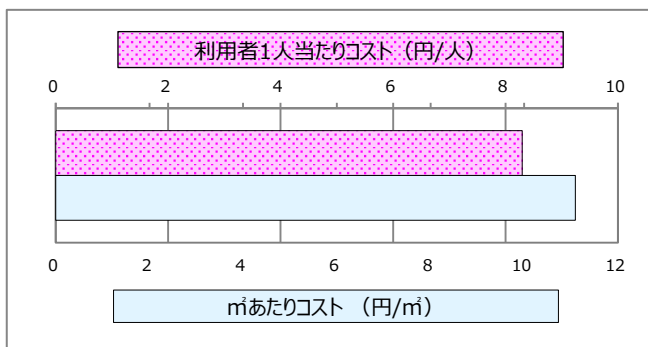 利用者1人当たりコスト（円/人）
0 2 4 6 8 10
0 2 4 6 8 10 12
㎡あたりコスト （円/㎡）